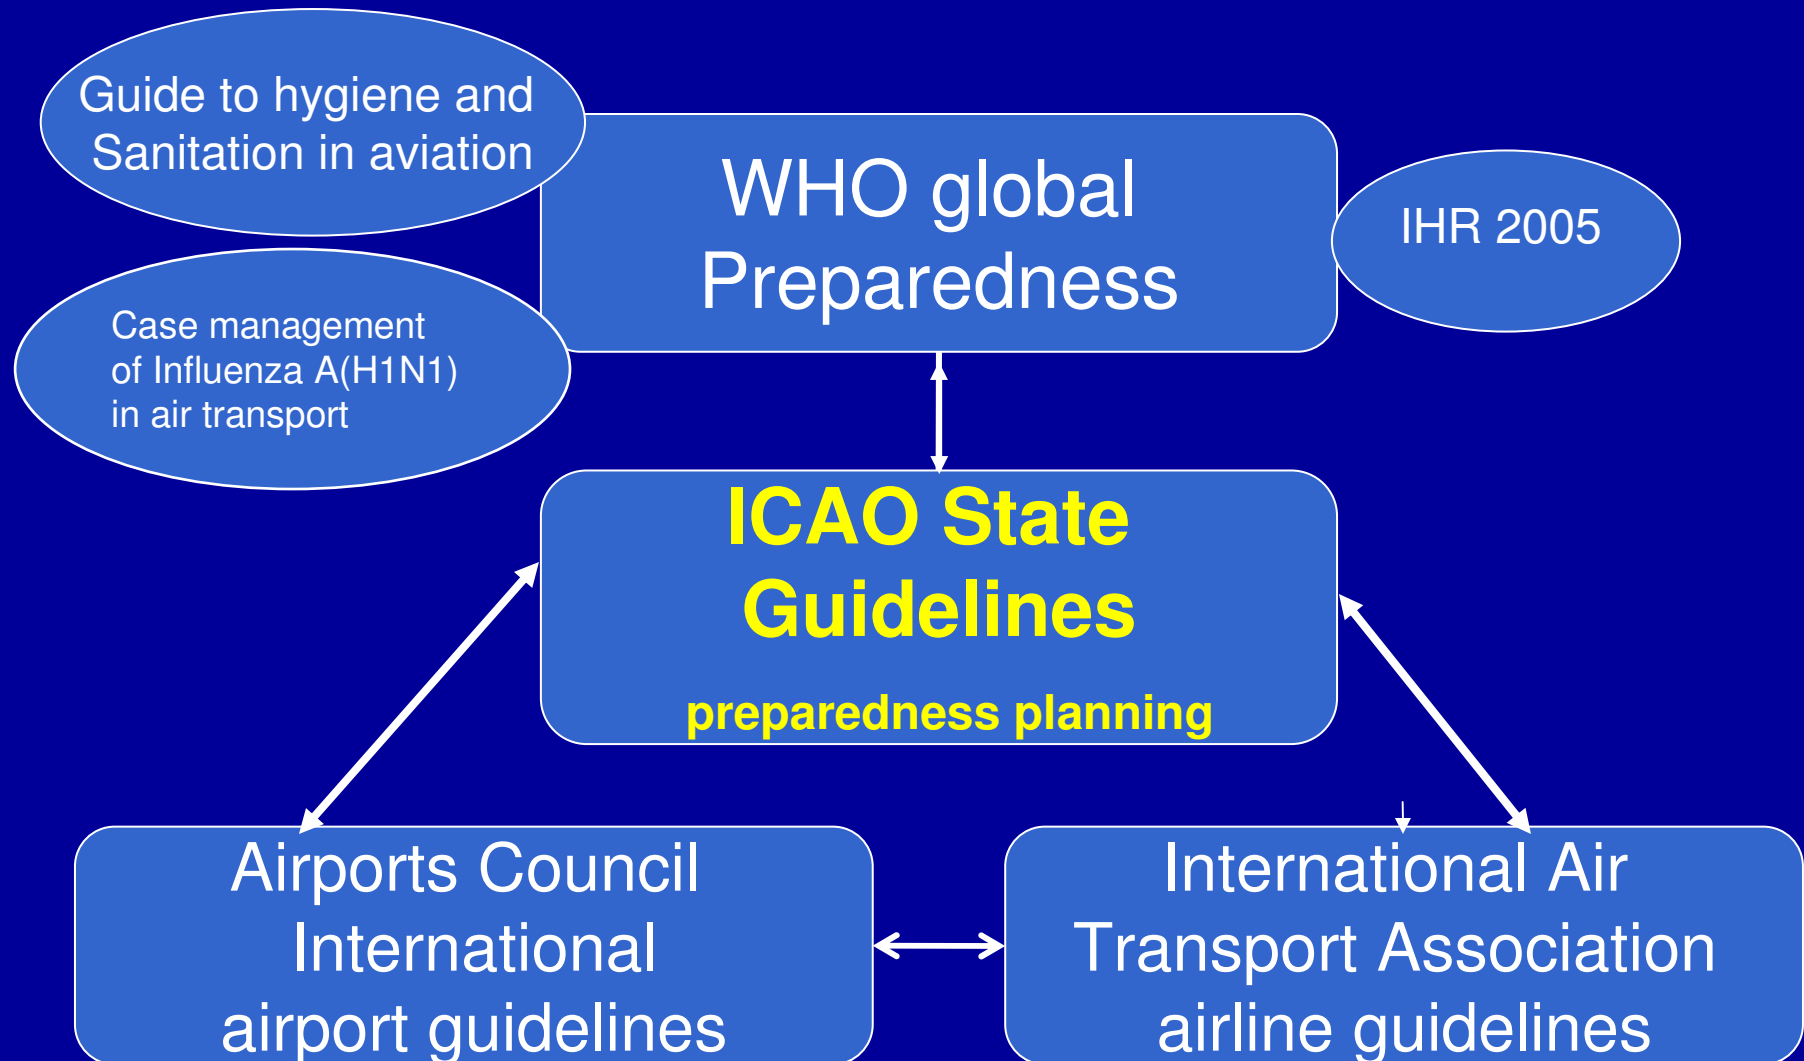 Guide to hygiene and
Sanitation in aviation
WHO global
Preparedness
IHR 2005
Case management
of Influenza A(H1N1)
in air transport
ICAO State
Guidelines
preparedness planning
Airports Council
International
airport guidelines
International Air
Transport Association
airline guidelines